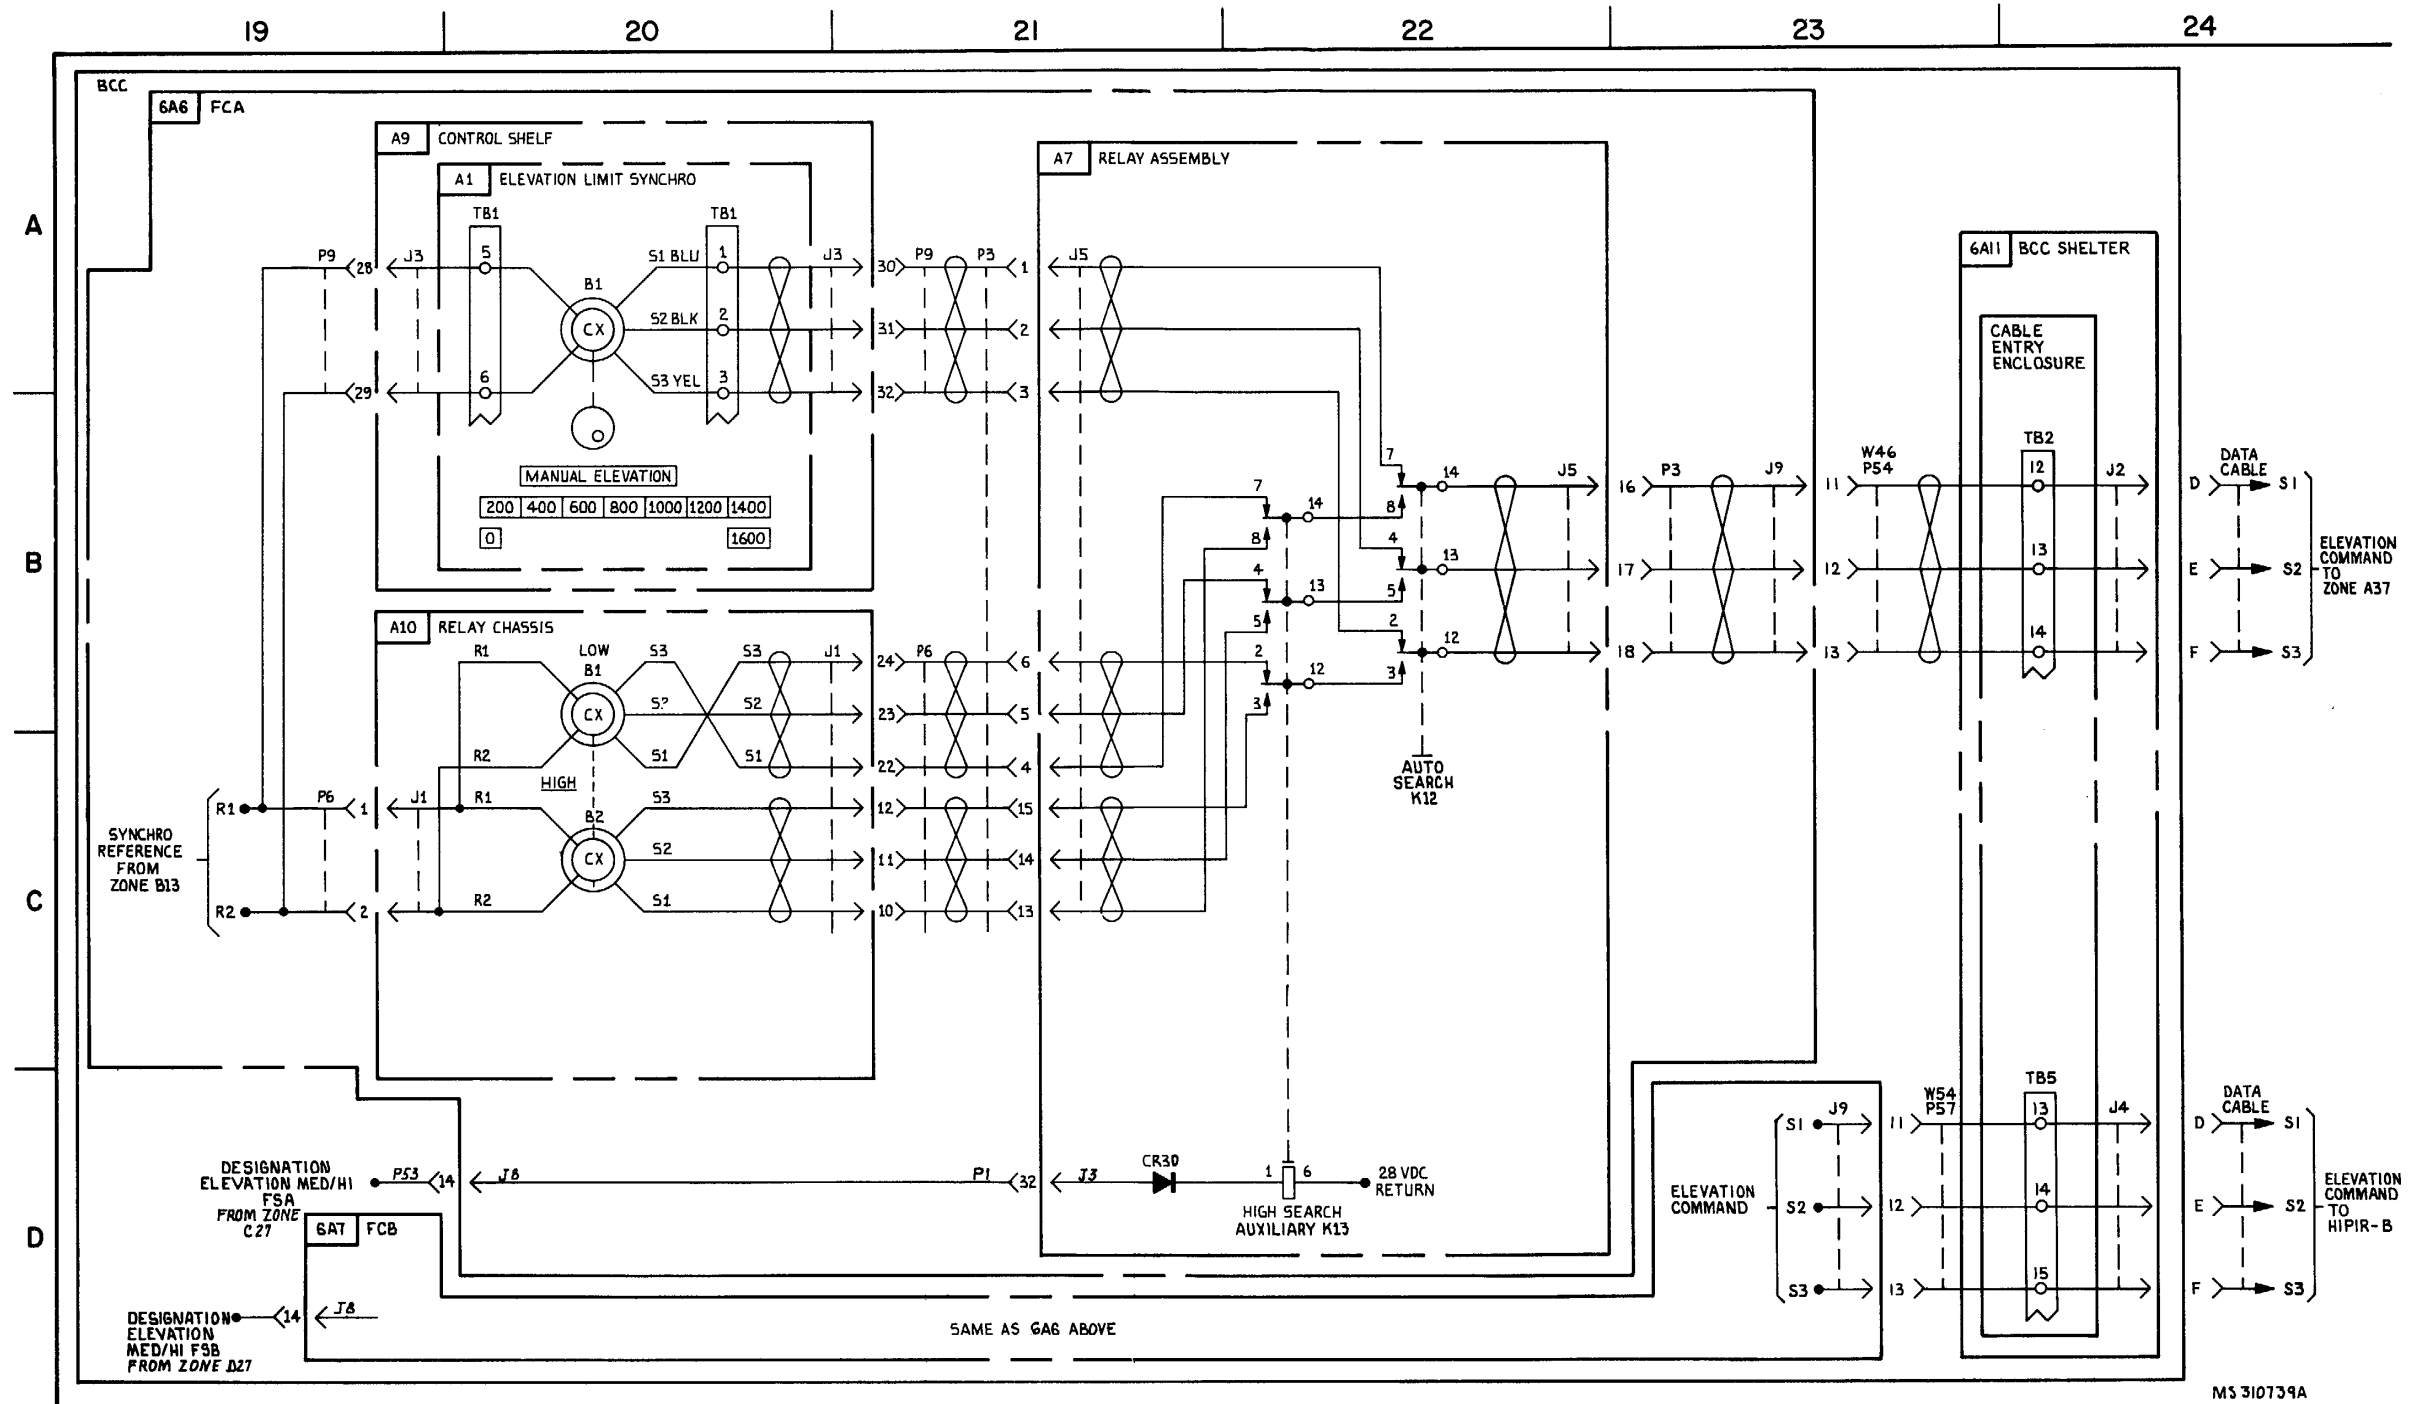 19 20 21 22 23 24
BCC
6A6 FCA
A9 CONTROL SHELF
A1 ELEVATION LIMIT SYNCHRO
A7 RELAY ASSEMBLY
A
TB1 TB1
P9 28 J3 5 S1 BLU 1 J3 30 P9 P3 1 J5
B1
CX
S2 BLK 2 31 2
29 6 S3 YEL 3 32 3
MANUAL ELEVATION
200 400 600 800 1000 1200 1400
0 1600
6A11 BCC SHELTER
CABLE
ENTRY
ENCLOSURE
B
7 14 J5 16 P3 J9 W46
P54
11 TB2
12 J2 D DATA
CABLE
S1
7 14 8
8 4 13 17 12 13 E S2
4 13 5
5 2 12 18 13 14 F S3
2 12 3
3
ELEVATION
COMMAND
TO
ZONE A37
A10 RELAY CHASSIS
LOW
R1 B1 S3 S3 J1 24 P6 6
CX S2 23 5
R2 S1 S1 22 4
HIGH
AUTO
SEARCH
K12
C
SYNCHRO
REFERENCE
FROM
ZONE B13
R1 P6 1 J1 R1 S3 12 15
B2
CX S2 11 14
R2 2 R2 S1 10 13
D
DESIGNATION
ELEVATION MED/HI
FSA
FROM ZONE
C27
P53 14 J8 P1 32 J3 CR30 1 6 28 VDC
RETURN
HIGH SEARCH
AUXILIARY K13
6A7 FCB
DESIGNATION
ELEVATION
MED/HI FSB
FROM ZONE D27
14 J8
SAME AS 6A6 ABOVE
ELEVATION
COMMAND
S1 J9 11 W54
P57
TB5
13 J4 D DATA
CABLE
S1
S2 12 14 E S2
S3 13 15 F S3
ELEVATION
COMMAND
TO
HIPIR-B
MS 310739A